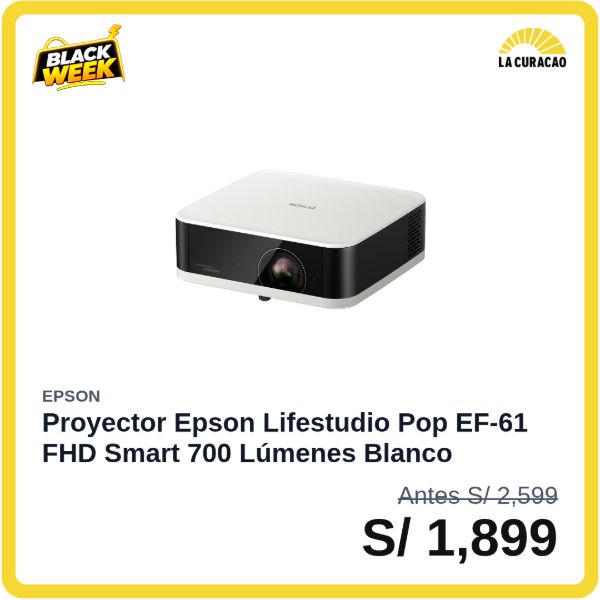 BLACK
WEEK
LA CURACAO
EPSON
EPSON
Proyector Epson Lifestudio Pop EF-61
FHD Smart 700 Lúmenes Blanco
Antes S/ 2,599
S/ 1,899